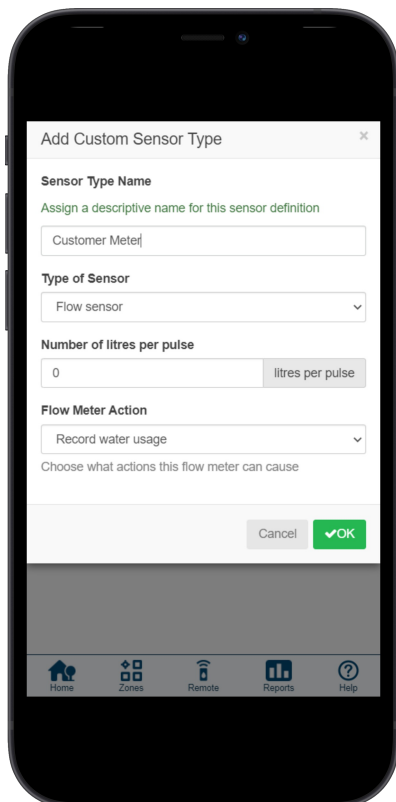 Add Custom Sensor Type ×
Sensor Type Name
Assign a descriptive name for this sensor definition
Customer Meter
Type of Sensor
Flow sensor
Number of litres per pulse
0 litres per pulse
Flow Meter Action
Record water usage
Choose what actions this flow meter can cause
Cancel ✔OK
Home Zones Remote Reports Help